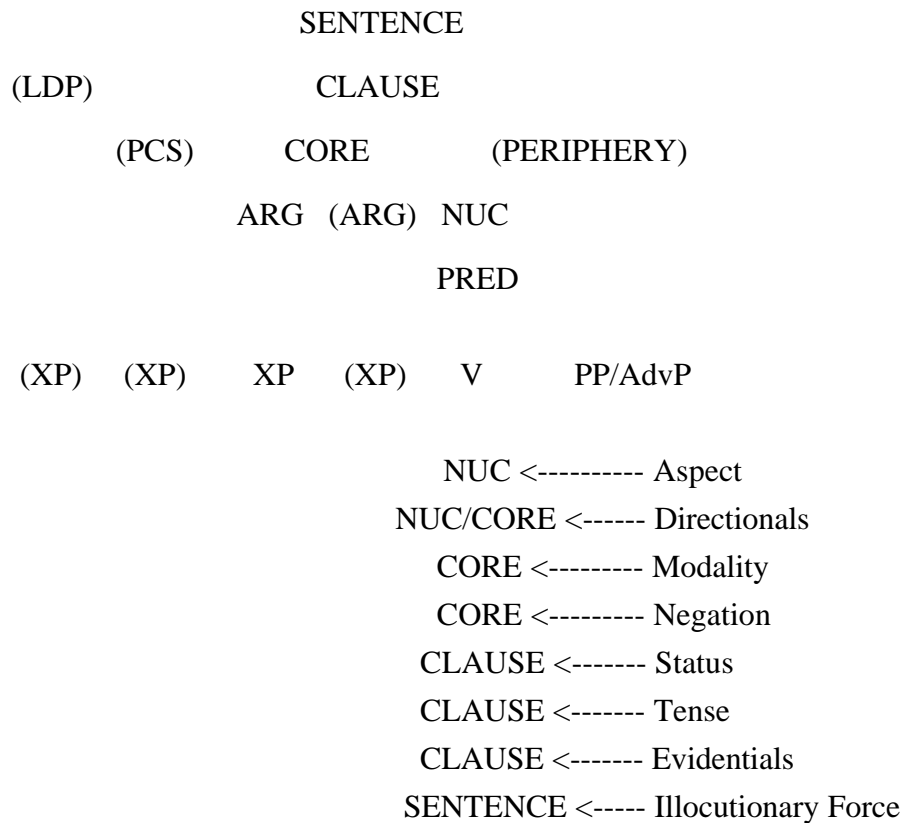 SENTENCE
(LDP) CLAUSE
(PCS) CORE (PERIPHERY)
ARG (ARG) NUC
PRED
(XP) (XP) XP (XP) V PP/AdvP
NUC <---------- Aspect
NUC/CORE <------ Directionals
CORE <--------- Modality
CORE <--------- Negation
CLAUSE <------- Status
CLAUSE <------- Tense
CLAUSE <------- Evidentials
SENTENCE <----- Illocutionary Force